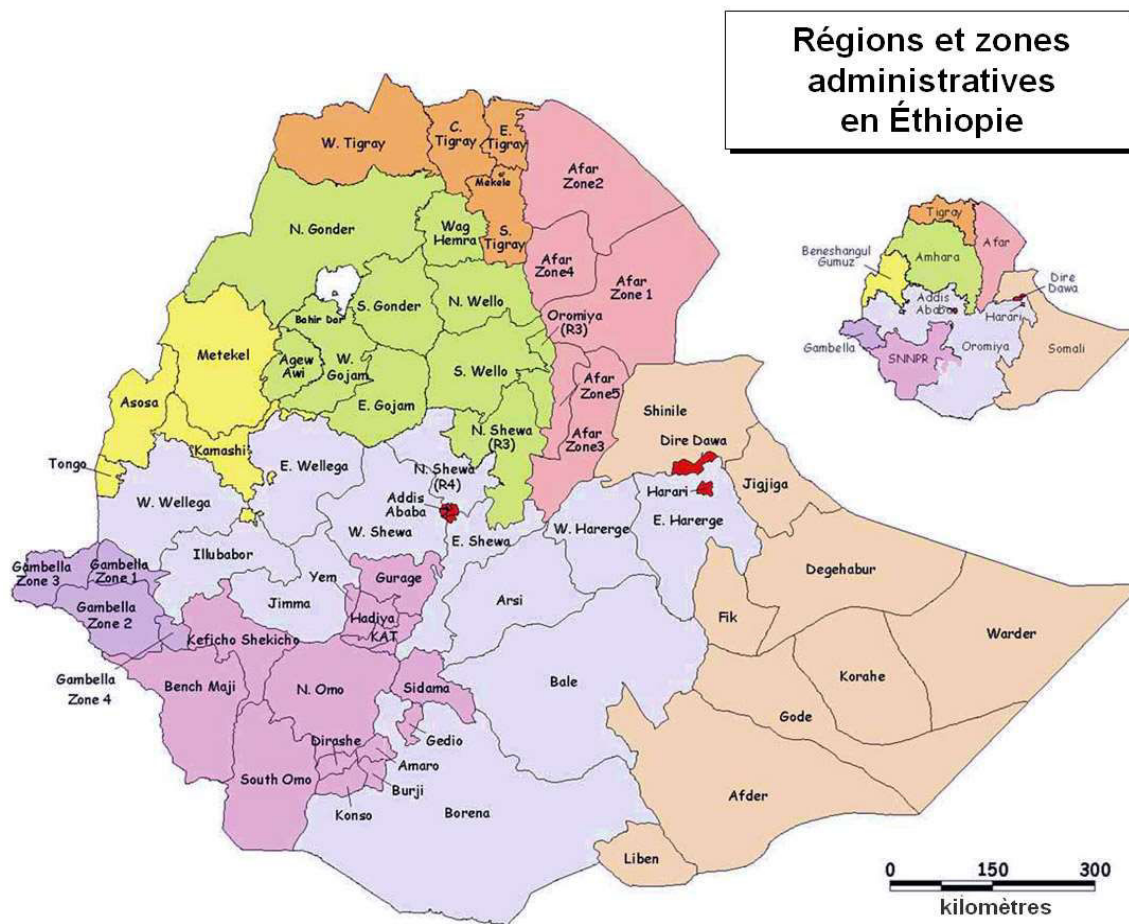 Régions et zones
administratives
en Éthiopie
W. Tigray
C.
Tigray
E.
Tigray
Mekele
S.
Tigray
Afar
Zone2
N. Gonder
Wag
Hemra
Afar
Zone4
Afar
Zone 1
S. Gonder
N. Wello
Bahir Dar
Oromiya
(R3)
Metekel
Agew
Awi
W.
Gojam
S. Wello
Afar
Zone5
Asosa
E. Gojam
N. Shewa
(R3)
Afar
Zone3
Shinile
Dire Dawa
Kamashi
Tongo
E. Wellega
N. Shewa
(R4)
Jigjiga
Harari
W. Wellega
Addis
Ababa
W. Shewa
E. Shewa
W. Harerge
E. Harerge
Illubabor
Gambella
Zone 3
Gambella
Zone 1
Yem
Gurage
Degehabur
Jimma
Arsi
Gambella
Zone 2
Hadiya
KAT
Fik
Keficho Shekicho
Warder
Gambella
Zone 4
Bench Maji
N. Omo
Sidama
Bale
Korahe
Gode
Gedio
Dirashe
Amaro
South Omo
Burji
Konso
Borena
Afder
Liben
Tigray
Beneshangul
Gumuz
Amhara
Afar
Dire
Dawa
Addis
Ababa
Harari
Gambella
SNNPR
Oromiya
Somali
0 150 300
kilomètres